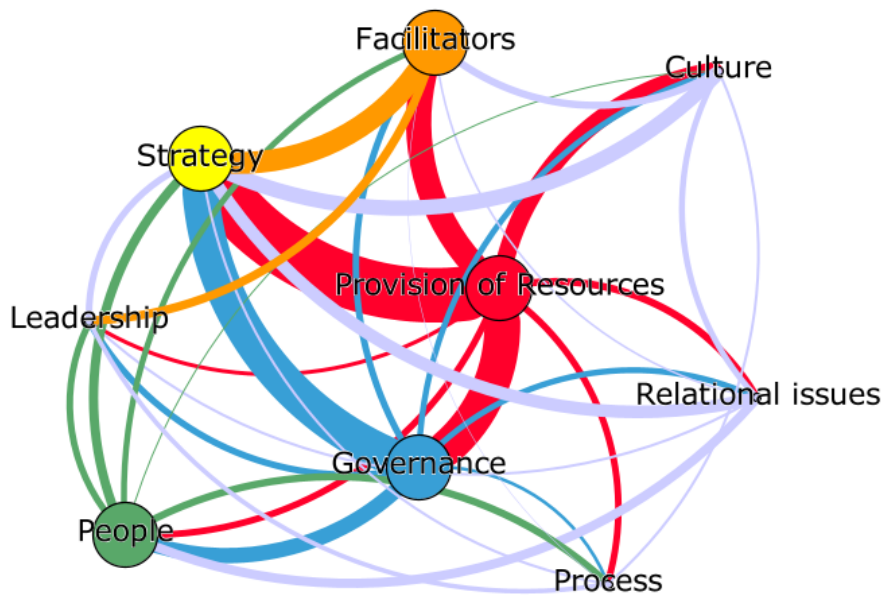 Facilitators
Culture
Strategy
Provision of Resources
Leadership
Relational issues
Governance
People
Process